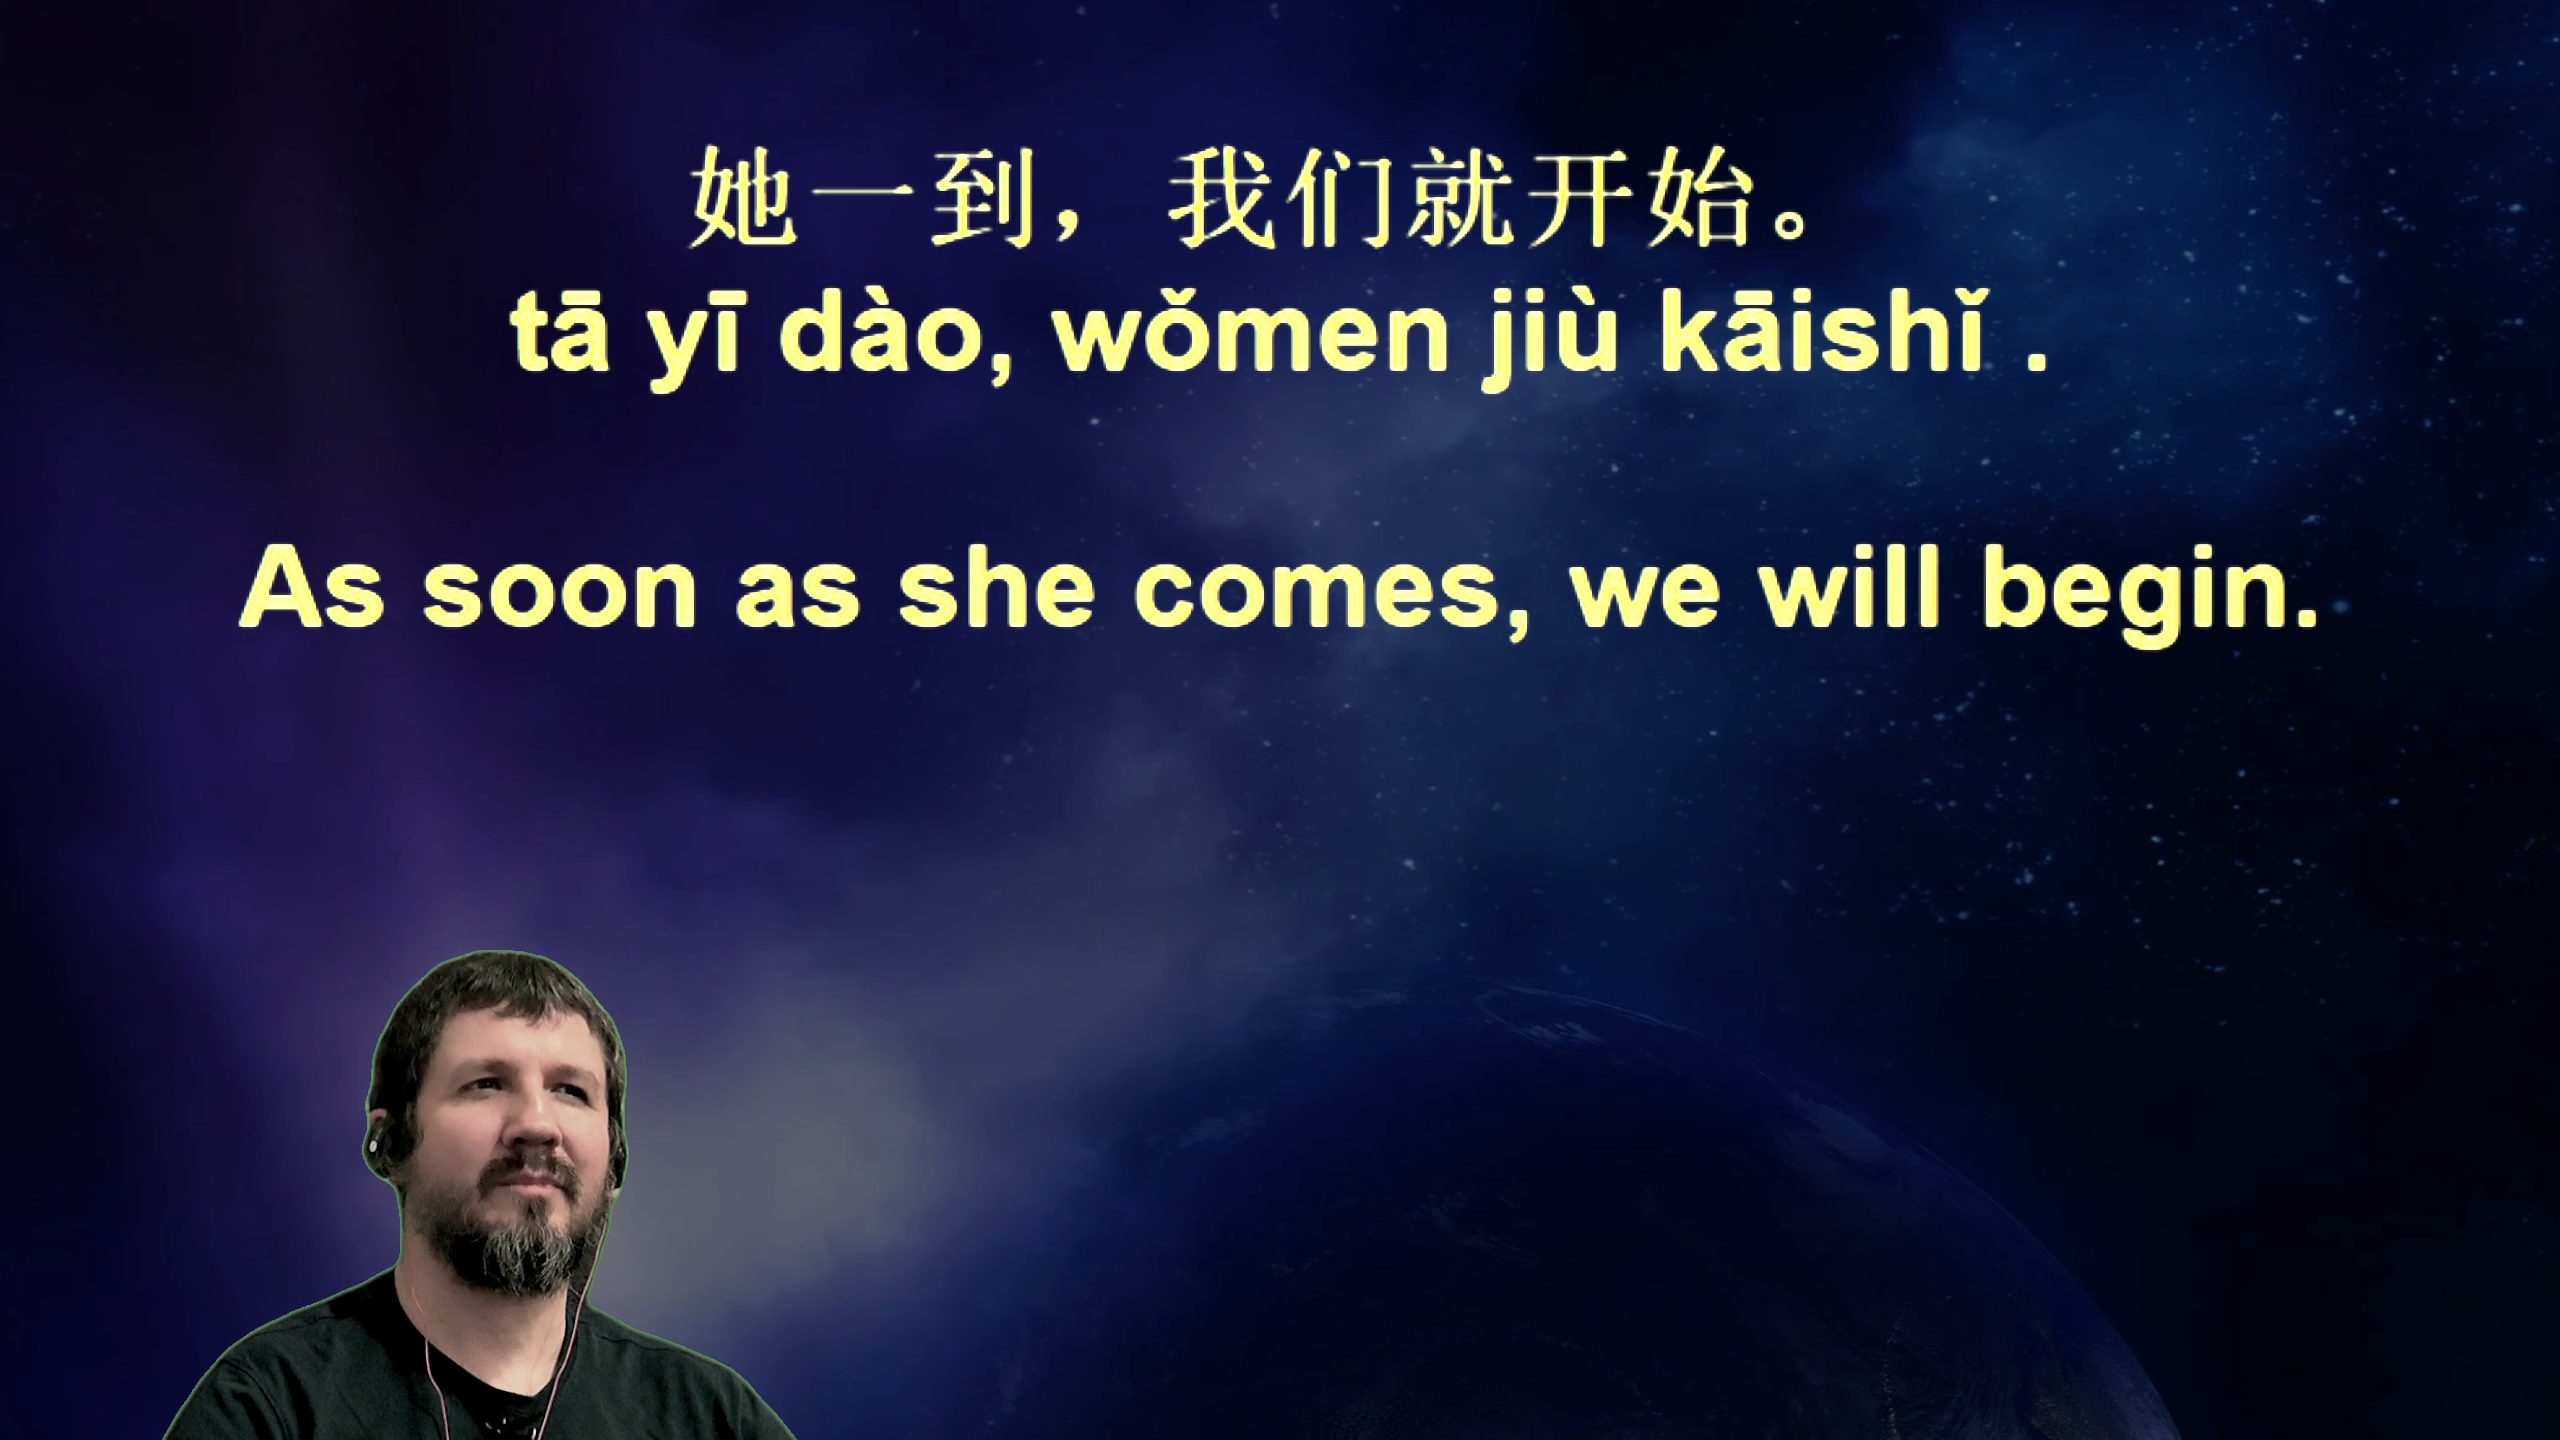 她一到，我们就开始。
tā yī dào, wǒmen jiù kāishǐ .
As soon as she comes, we will begin.